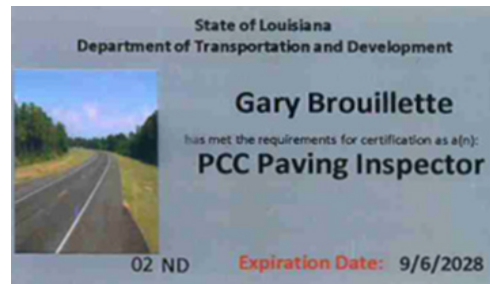 State of Louisiana
Department of Transportation and Development
Gary Brouillette
has met the requirements for certification as a(n):
PCC Paving Inspector
02 ND
Expiration Date: 9/6/2028